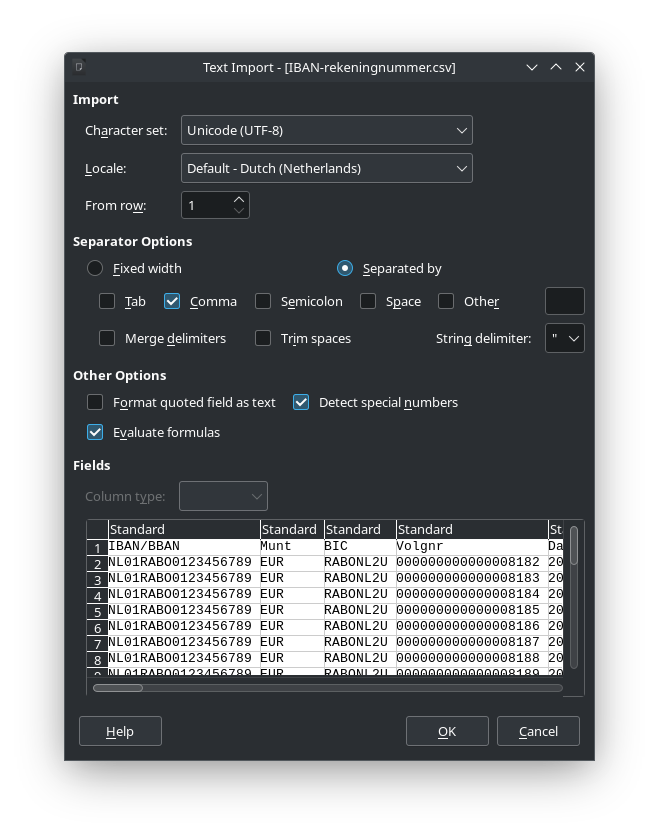 Text Import - [IBAN-rekeningnummer.csv]
Import
Character set: Unicode (UTF-8)
Locale: Default - Dutch (Netherlands)
From row: 1
Separator Options
Fixed width Separated by
Tab Comma Semicolon Space Other
Merge delimiters Trim spaces String delimiter: "
Other Options
Format quoted field as text Detect special numbers
Evaluate formulas
Fields
Column type:
Standard Standard Standard Standard St
1 IBAN/BBAN Munt BIC Volgnr Da
2 NL01RABO0123456789 EUR RABONL2U 000000000000008182 20
3 NL01RABO0123456789 EUR RABONL2U 000000000000008183 20
4 NL01RABO0123456789 EUR RABONL2U 000000000000008184 20
5 NL01RABO0123456789 EUR RABONL2U 000000000000008185 20
6 NL01RABO0123456789 EUR RABONL2U 000000000000008186 20
7 NL01RABO0123456789 EUR RABONL2U 000000000000008187 20
8 NL01RABO0123456789 EUR RABONL2U 000000000000008188 20
9 NL01RABO0123456789 EUR RABONL2U 000000000000008189 20
Help OK Cancel